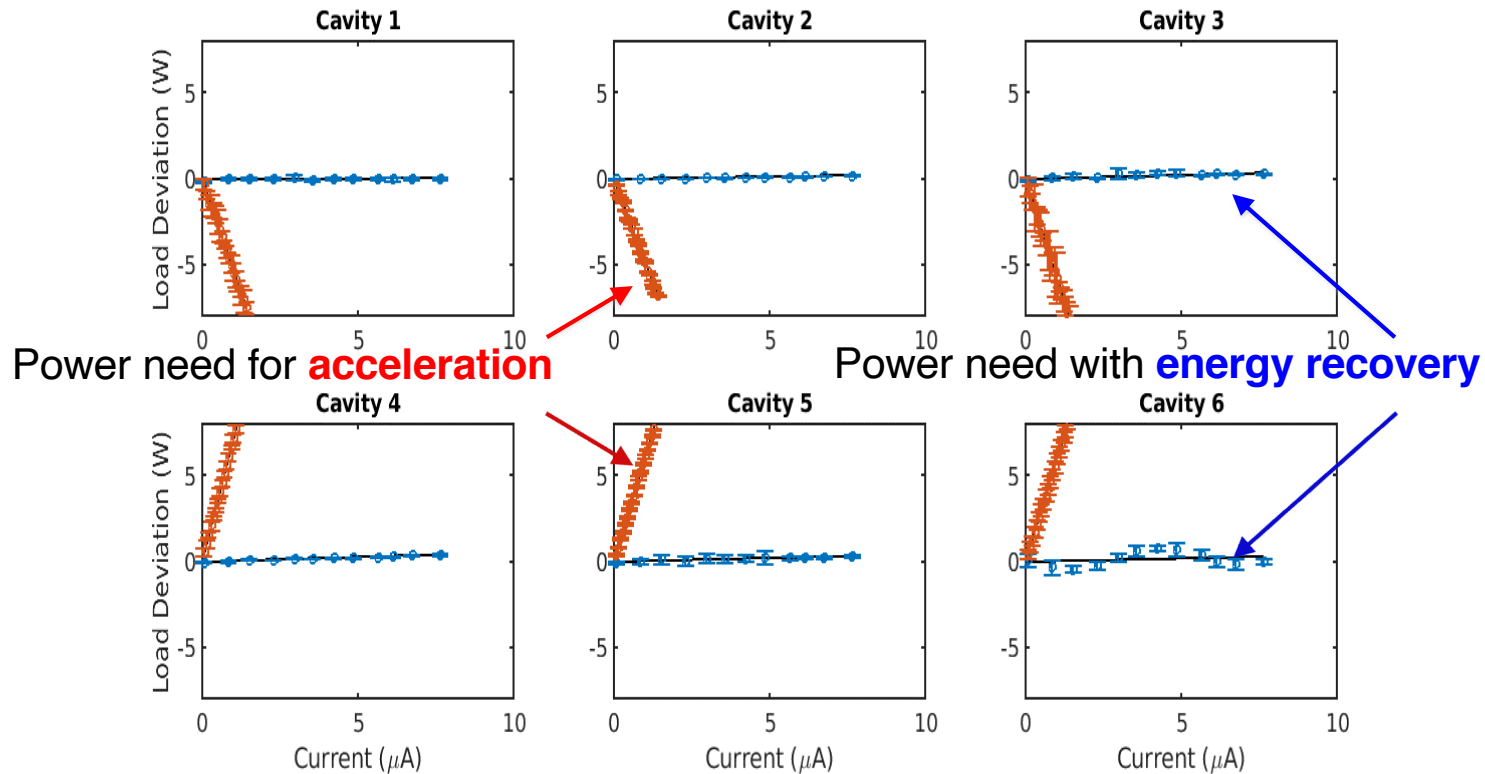 Cavity 1
Cavity 2
Cavity 3
Load Deviation (W)
5
0
-5
5
0
-5
5
0
-5
0
5
10
0
5
10
0
5
10
Power need for acceleration
Power need with energy recovery
Cavity 4
Cavity 5
Cavity 6
Load Deviation (W)
5
0
-5
5
0
-5
5
0
-5
0
5
10
0
5
10
0
5
10
Current (μA)
Current (μA)
Current (μA)